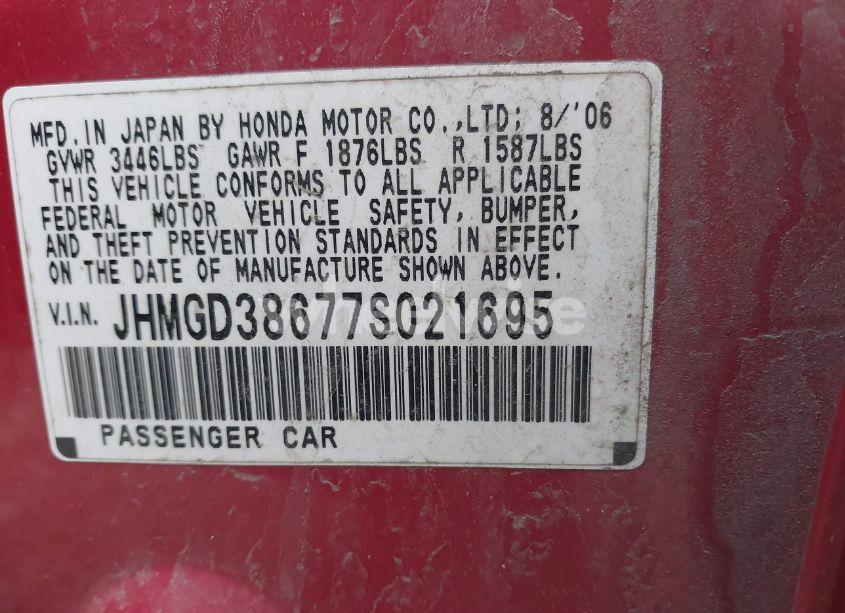 MFD. IN JAPAN BY HONDA MOTOR CO.,LTD; 8/'06
GVWR 3446LBS GAWR F 1876LBS R 1587LBS
THIS VEHICLE CONFORMS TO ALL APPLICABLE
FEDERAL MOTOR VEHICLE SAFETY, BUMPER,
AND THEFT PREVENTION STANDARDS IN EFFECT
ON THE DATE OF MANUFACTURE SHOWN ABOVE.
V.I.N. JHMGD38677S021695
PASSENGER CAR